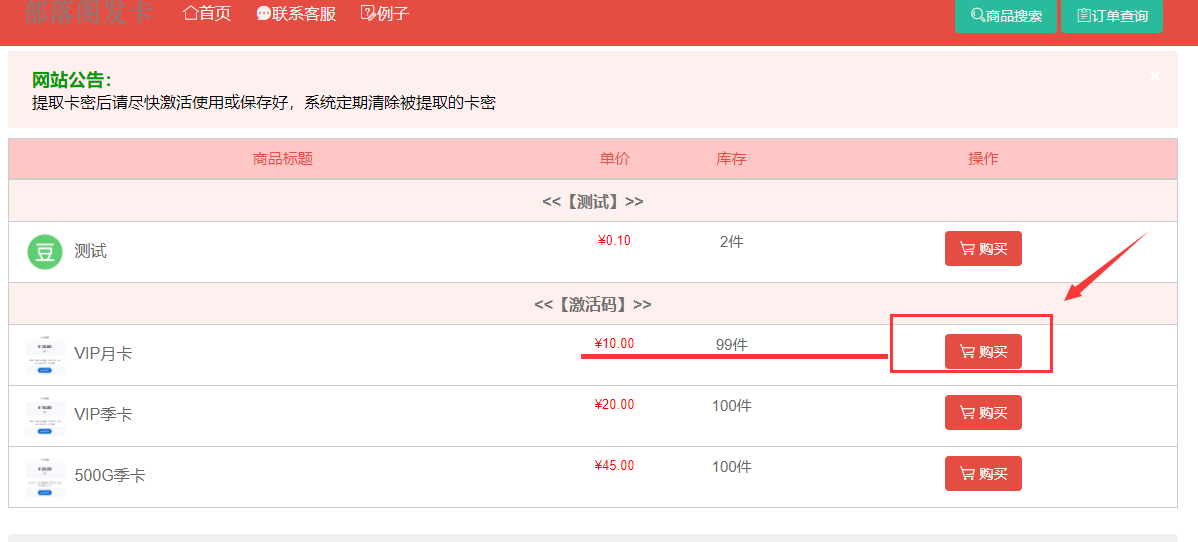 部落阁发卡 首页 联系客服 例子 商品搜索 订单查询
网站公告：
提取卡密后请尽快激活使用或保存好，系统定期清除被提取的卡密
商品标题 单价 库存 操作
<<【测试】>>
豆 测试 ¥0.10 2件 购买
<<【激活码】>>
VIP月卡 ¥10.00 99件 购买
VIP季卡 ¥20.00 100件 购买
500G季卡 ¥45.00 100件 购买